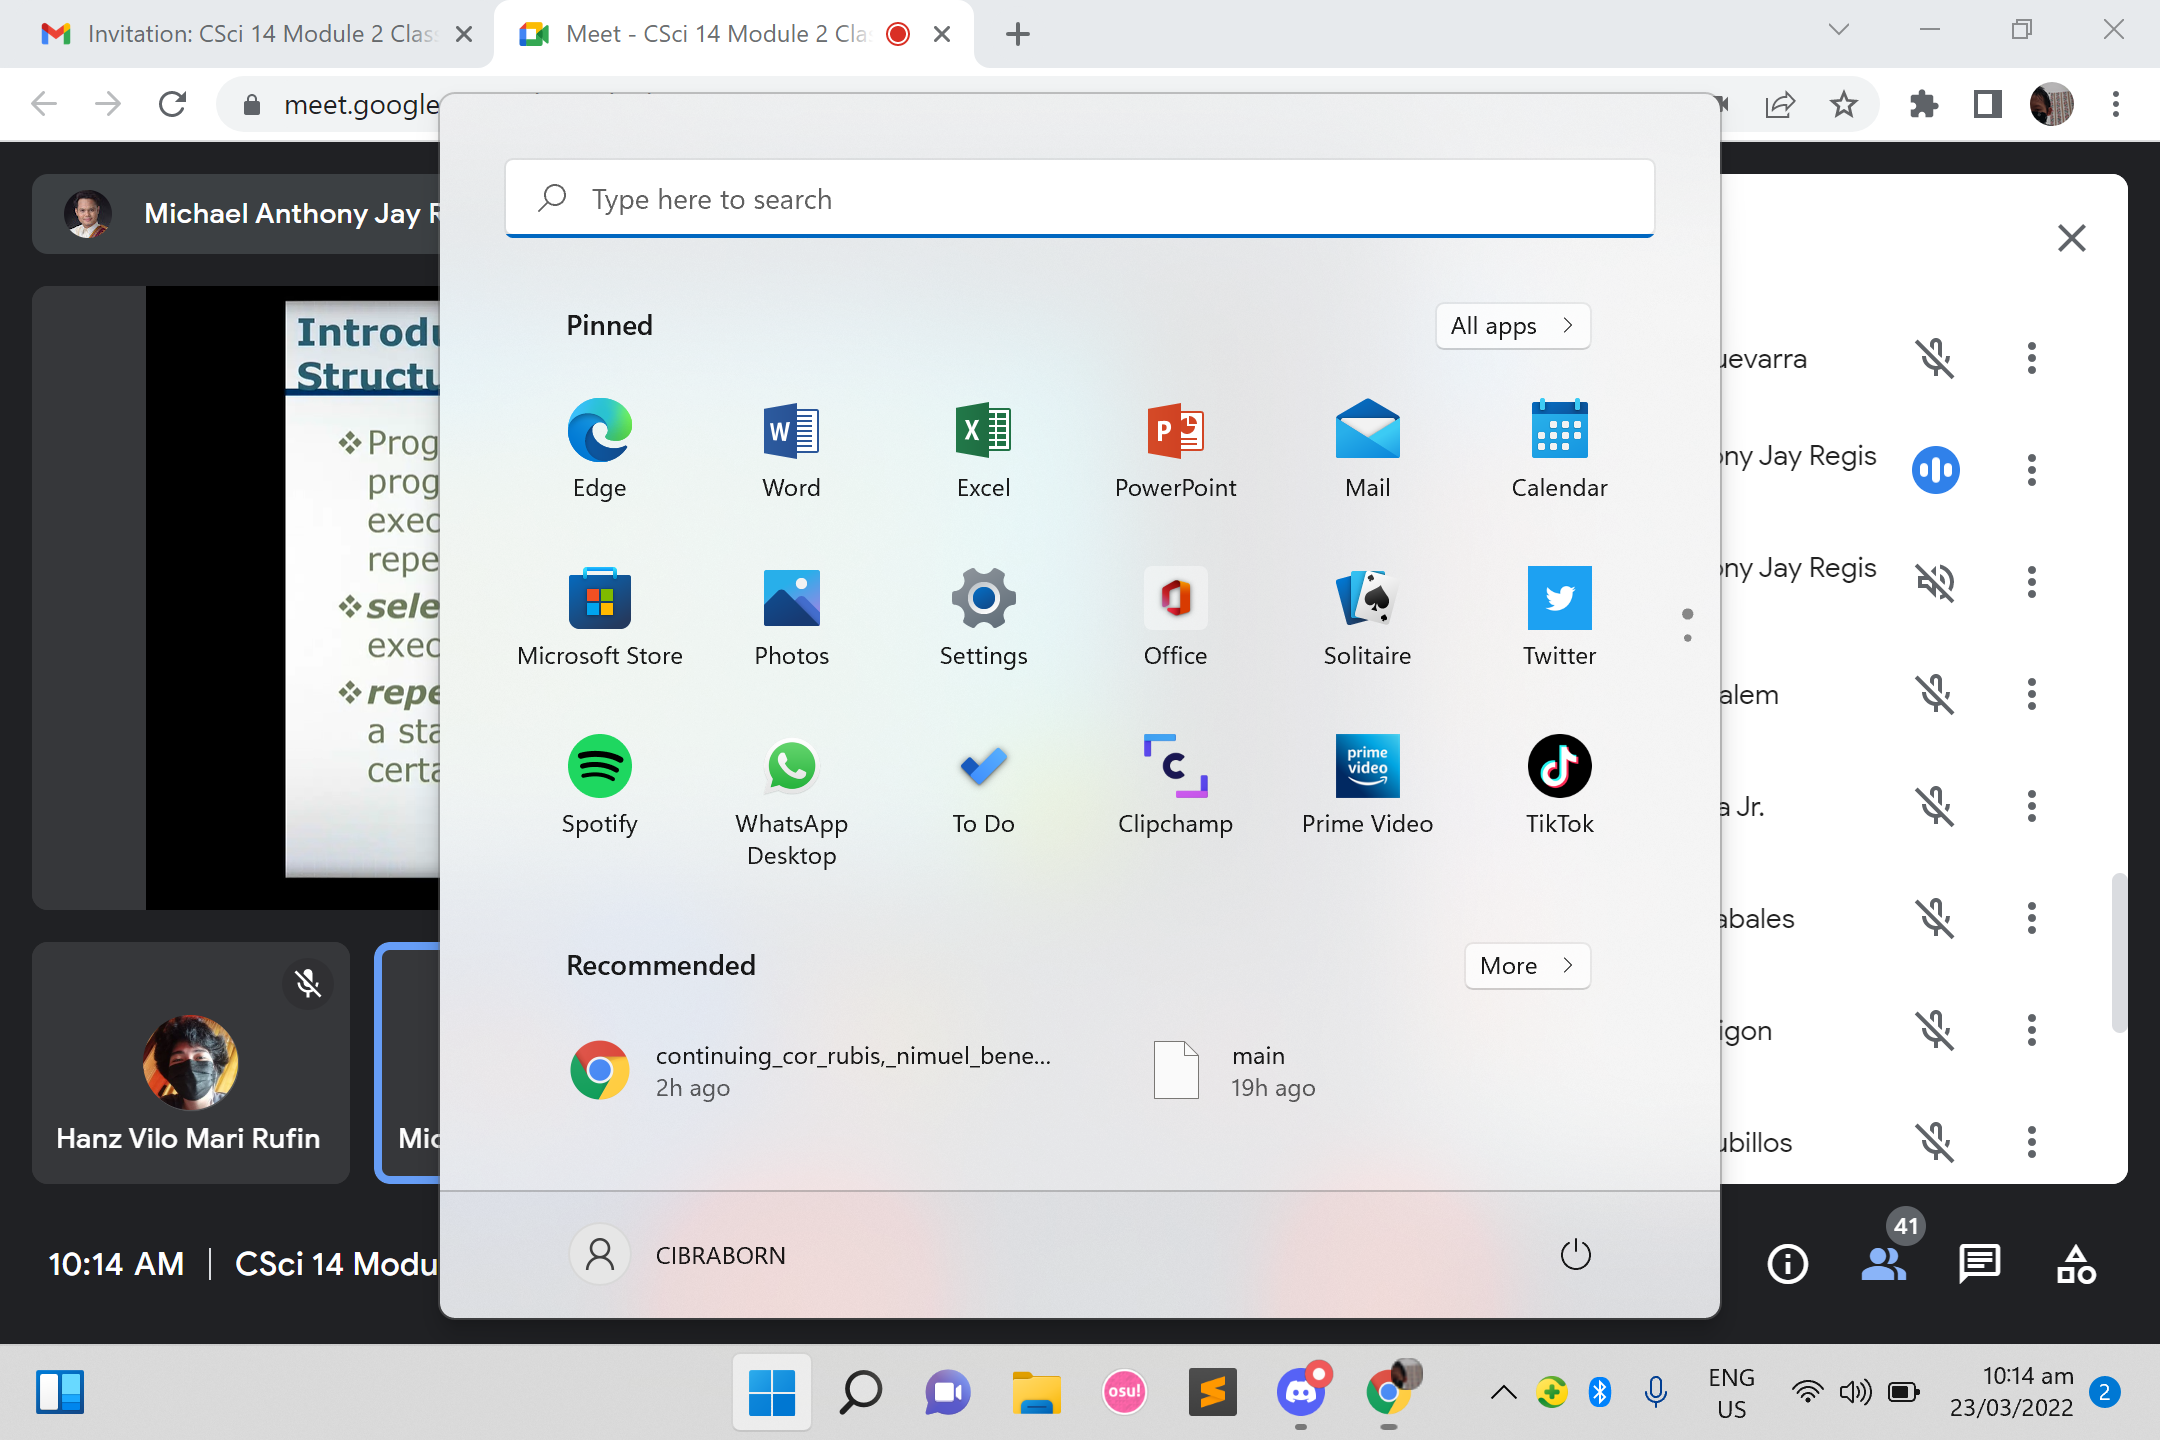 Invitation: CSci 14 Module 2 Clas
Meet - CSci 14 Module 2 Cla
meet.google
Michael Anthony Jay R
Type here to search
Introdu
Structu
Pinned
All apps
Prog
prog
exec
repe
sele
exec
repe
a sta
certa
Edge
Word
Excel
PowerPoint
Mail
Calendar
Microsoft Store
Photos
Settings
Office
Solitaire
Twitter
prime
video
Spotify
WhatsApp
Desktop
To Do
Clipchamp
Prime Video
TikTok
uevarra
ony Jay Regis
ony Jay Regis
alem
a Jr.
abales
igon
ubillos
Recommended
More
continuing_cor_rubis,_nimuel_bene...
2h ago
main
19h ago
Hanz Vilo Mari Rufin
Mic
CIBRABORN
10:14 AM
CSci 14 Modu
41
osu!
ENG
US
10:14 am
23/03/2022
2